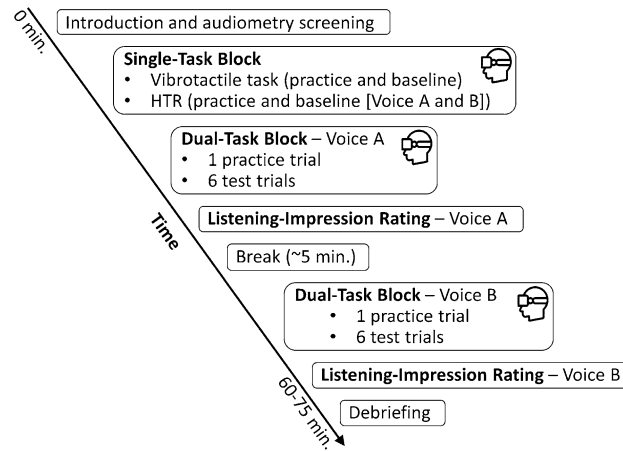 0 min.
Introduction and audiometry screening
Single-Task Block
• Vibrotactile task (practice and baseline)
• HTR (practice and baseline [Voice A and B])
Dual-Task Block – Voice A
• 1 practice trial
• 6 test trials
Time
Listening-Impression Rating – Voice A
Break (~5 min.)
Dual-Task Block – Voice B
• 1 practice trial
• 6 test trials
Listening-Impression Rating – Voice B
60-75 min.
Debriefing